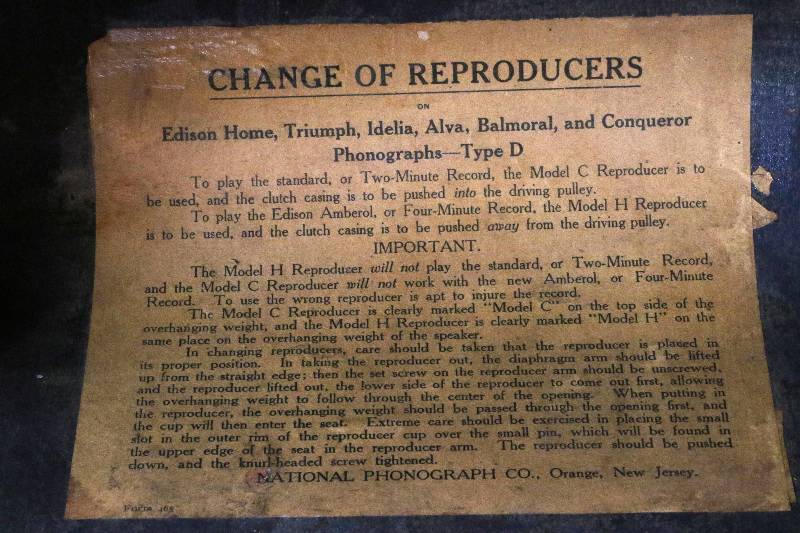 CHANGE OF REPRODUCERS
ON
Edison Home, Triumph, Idelia, Alva, Balmoral, and Conqueror
Phonographs—Type D
To play the standard, or Two-Minute Record, the Model C Reproducer is to
be used, and the clutch casing is to be pushed into the driving pulley.
To play the Edison Amberol, or Four-Minute Record, the Model H Reproducer
is to be used, and the clutch casing is to be pushed away from the driving pulley.
IMPORTANT.
The Model H Reproducer will not play the standard, or Two-Minute Record,
and the Model C Reproducer will not work with the new Amberol, or Four-Minute
Record. To use the wrong reproducer is apt to injure the record.
The Model C Reproducer is clearly marked "Model C" on the top side of the
overhanging weight, and the Model H Reproducer is clearly marked "Model H" on the
same place on the overhanging weight of the speaker.
In changing reproducers, care should be taken that the reproducer is placed in
its proper position. In taking the reproducer out, the diaphragm arm should be lifted
up from the straight edge; then the set screw on the reproducer arm should be unscrewed,
and the reproducer lifted out, the lower side of the reproducer to come out first, allowing
the overhanging weight to follow through the center of the opening. When putting in
the reproducer, the overhanging weight should be passed through the opening first, and
the cup will then enter the seat. Extreme care should be exercised in placing the small
slot in the outer rim of the reproducer cup over the small pin, which will be found in
the upper edge of the seat in the reproducer arm. The reproducer should be pushed
down, and the knurl-headed screw tightened.
NATIONAL PHONOGRAPH CO., Orange, New Jersey.